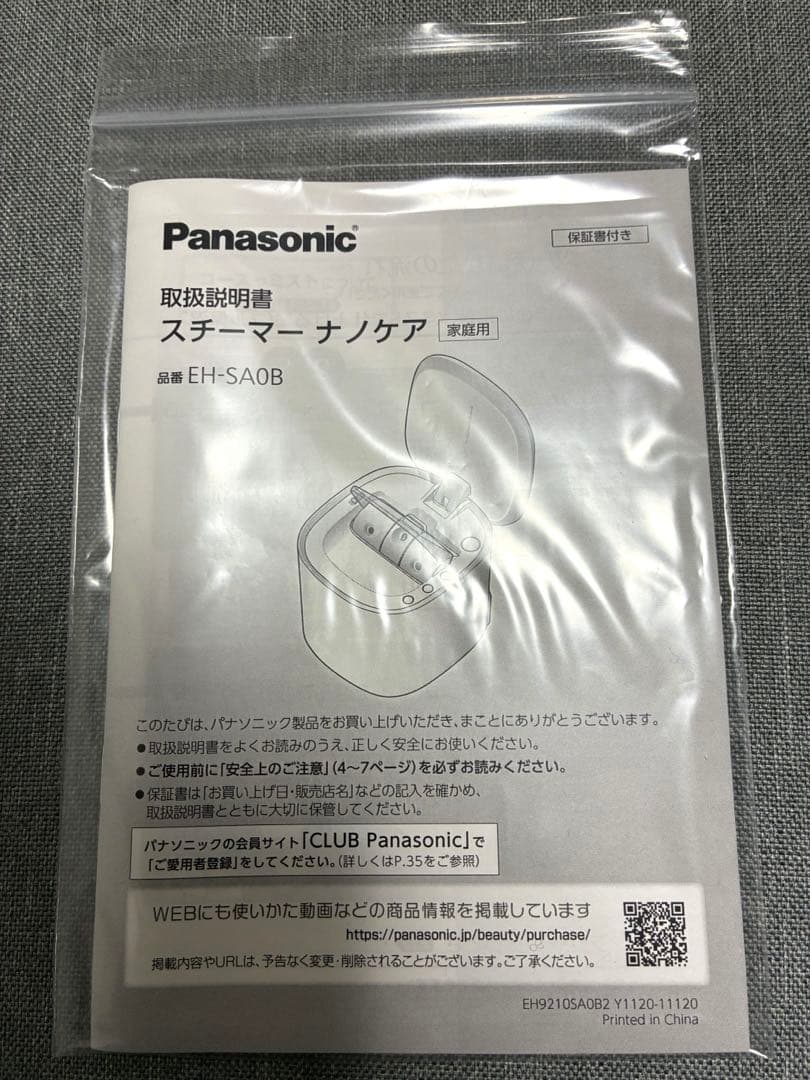 Panasonic®
保証書付き
取扱説明書
スチーマー ナノケア 家庭用
品番 EH-SA0B
このたびは、パナソニック製品をお買い上げいただき、まことにありがとうございます。
●取扱説明書をよくお読みのうえ、正しく安全にお使いください。
●ご使用前に「安全上のご注意」(4〜7ページ)を必ずお読みください。
●保証書は「お買い上げ日・販売店名」などの記入を確かめ、
取扱説明書とともに大切に保管してください。
パナソニックの会員サイト「CLUB Panasonic」で
「ご愛用者登録」をしてください。(詳しくはP.35をご参照)
WEBにも使いかた動画などの商品情報を掲載しています
https://panasonic.jp/beauty/purchase/
掲載内容やURLは、予告なく変更・削除されることがございます。ご了承ください。
EH9210SA0B2 Y1120-11120
Printed in China